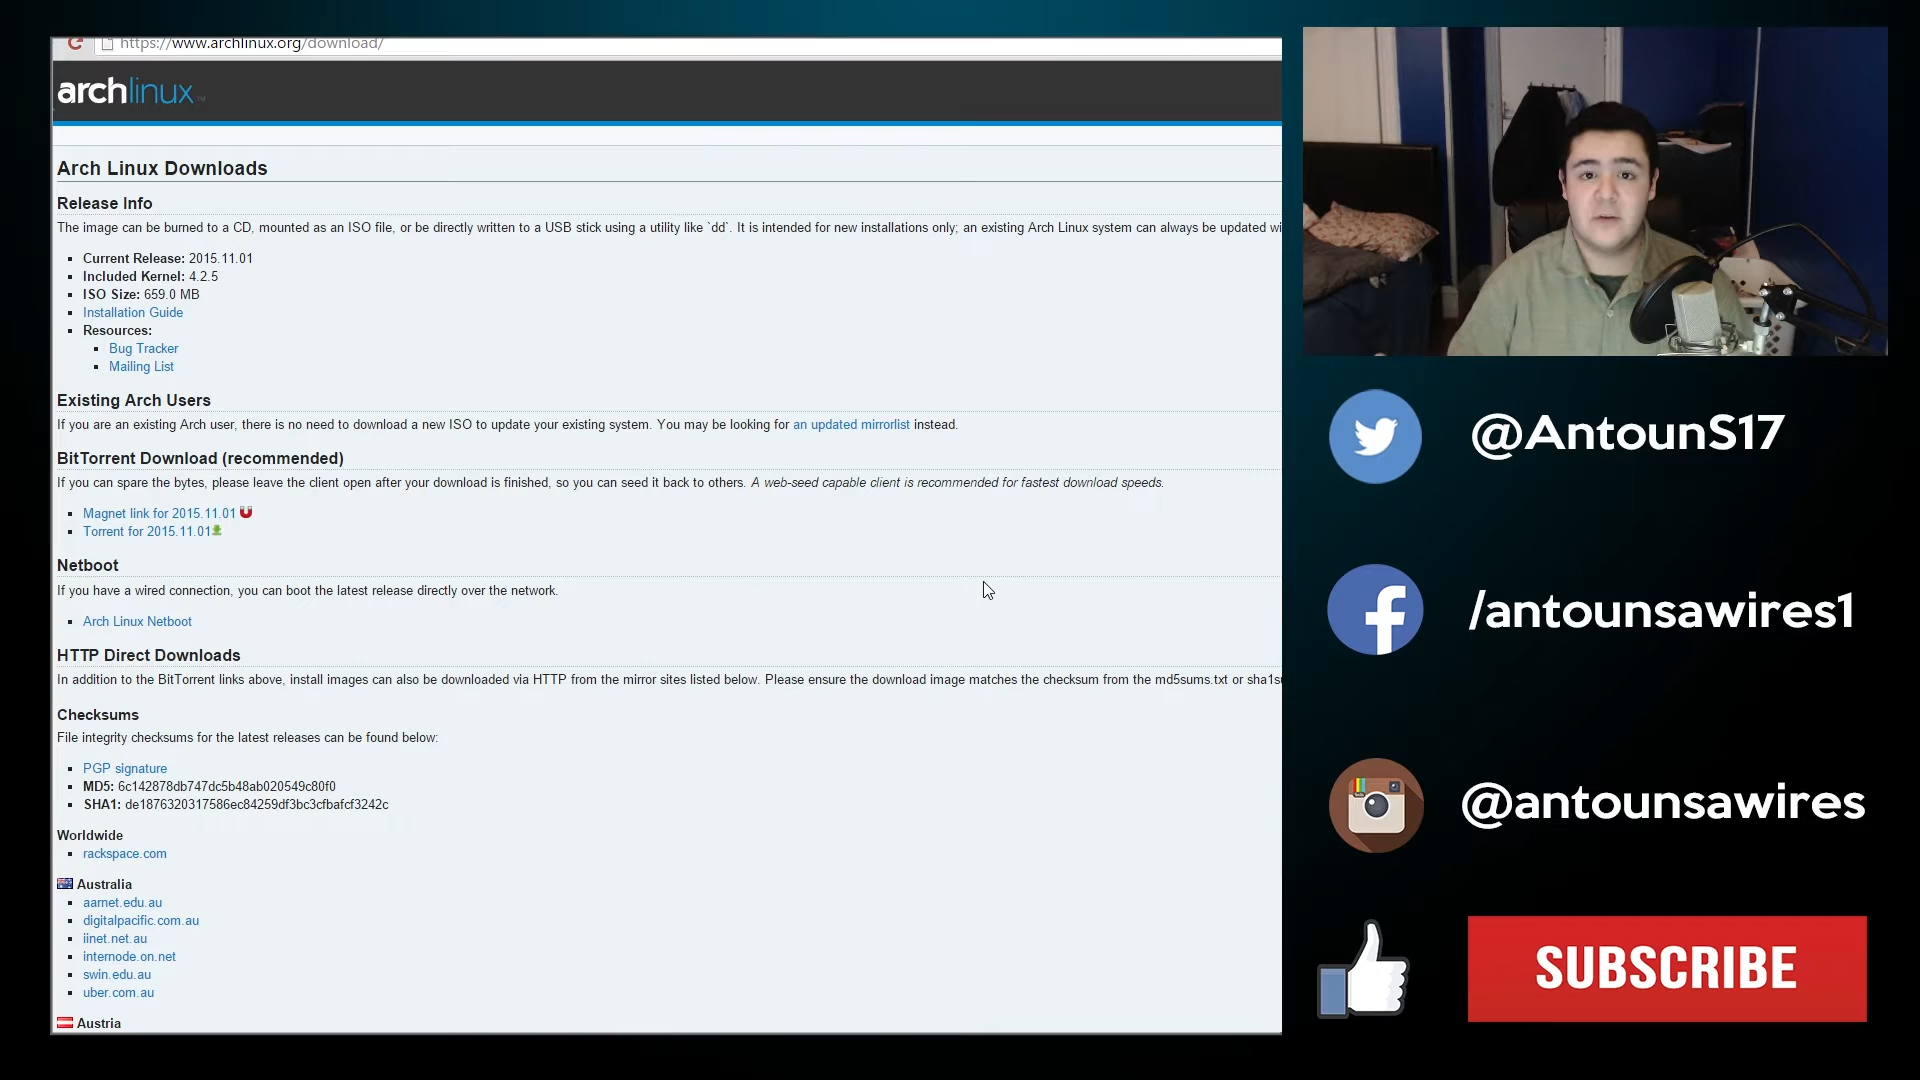 https://www.archlinux.org/download/
archlinux
Arch Linux Downloads
Release Info
The image can be burned to a CD, mounted as an ISO file, or be directly written to a USB stick using a utility like `dd`. It is intended for new installations only; an existing Arch Linux system can always be updated wi
Current Release: 2015.11.01
Included Kernel: 4.2.5
ISO Size: 659.0 MB
Installation Guide
Resources:
Bug Tracker
Mailing List
Existing Arch Users
If you are an existing Arch user, there is no need to download a new ISO to update your existing system. You may be looking for an updated mirrorlist instead.
BitTorrent Download (recommended)
If you can spare the bytes, please leave the client open after your download is finished, so you can seed it back to others. A web-seed capable client is recommended for fastest download speeds.
Magnet link for 2015.11.01
Torrent for 2015.11.01
Netboot
If you have a wired connection, you can boot the latest release directly over the network.
Arch Linux Netboot
HTTP Direct Downloads
In addition to the BitTorrent links above, install images can also be downloaded via HTTP from the mirror sites listed below. Please ensure the download image matches the checksum from the md5sums.txt or sha1su
Checksums
File integrity checksums for the latest releases can be found below:
PGP signature
MD5: 6c142878db747dc5b48ab020549c80f0
SHA1: de1876320317586ec84259df3bc3cfbafcf3242c
Worldwide
rackspace.com
Australia
aarnet.edu.au
digitalpacific.com.au
iinet.net.au
internode.on.net
swin.edu.au
uber.com.au
Austria
@AntounS17
/antounsawires1
@antounsawires
SUBSCRIBE